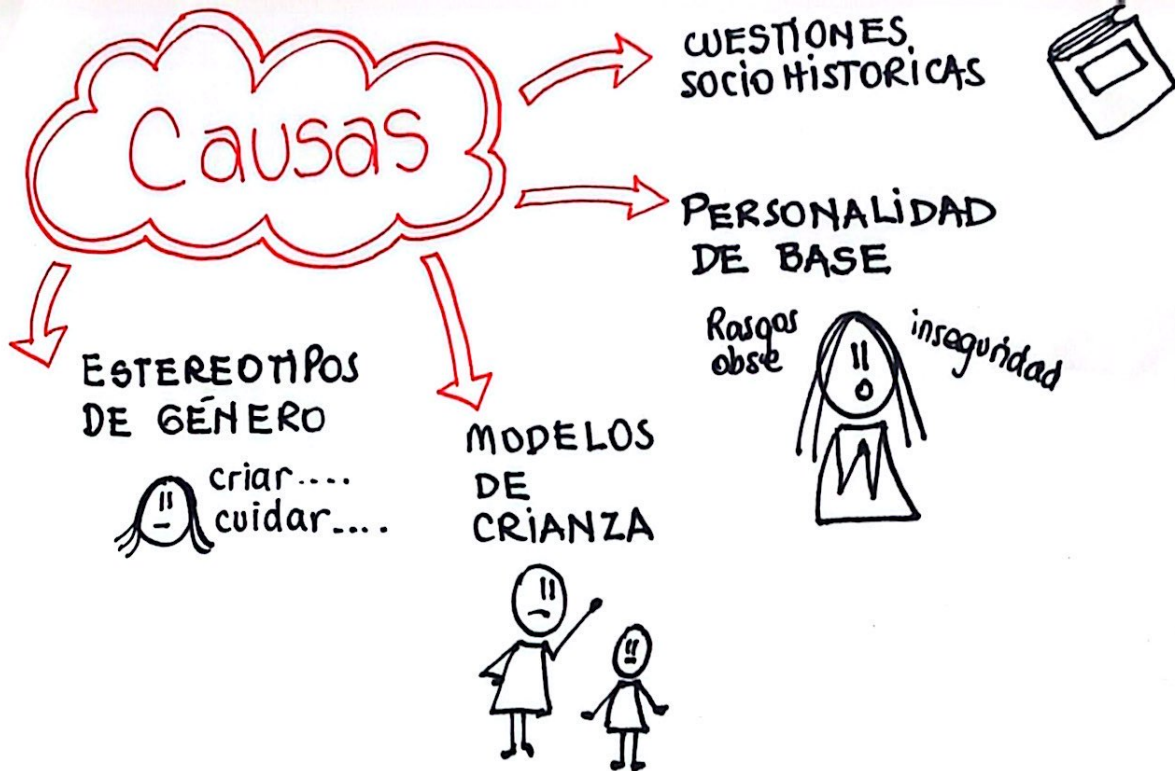 Causas
CUESTIONES
SOCIO HISTORICAS
PERSONALIDAD
DE BASE
Rasgos
obse
inseguridad
ESTEREOTIPOS
DE GÉNERO
criar....
cuidar....
MODELOS
DE
CRIANZA